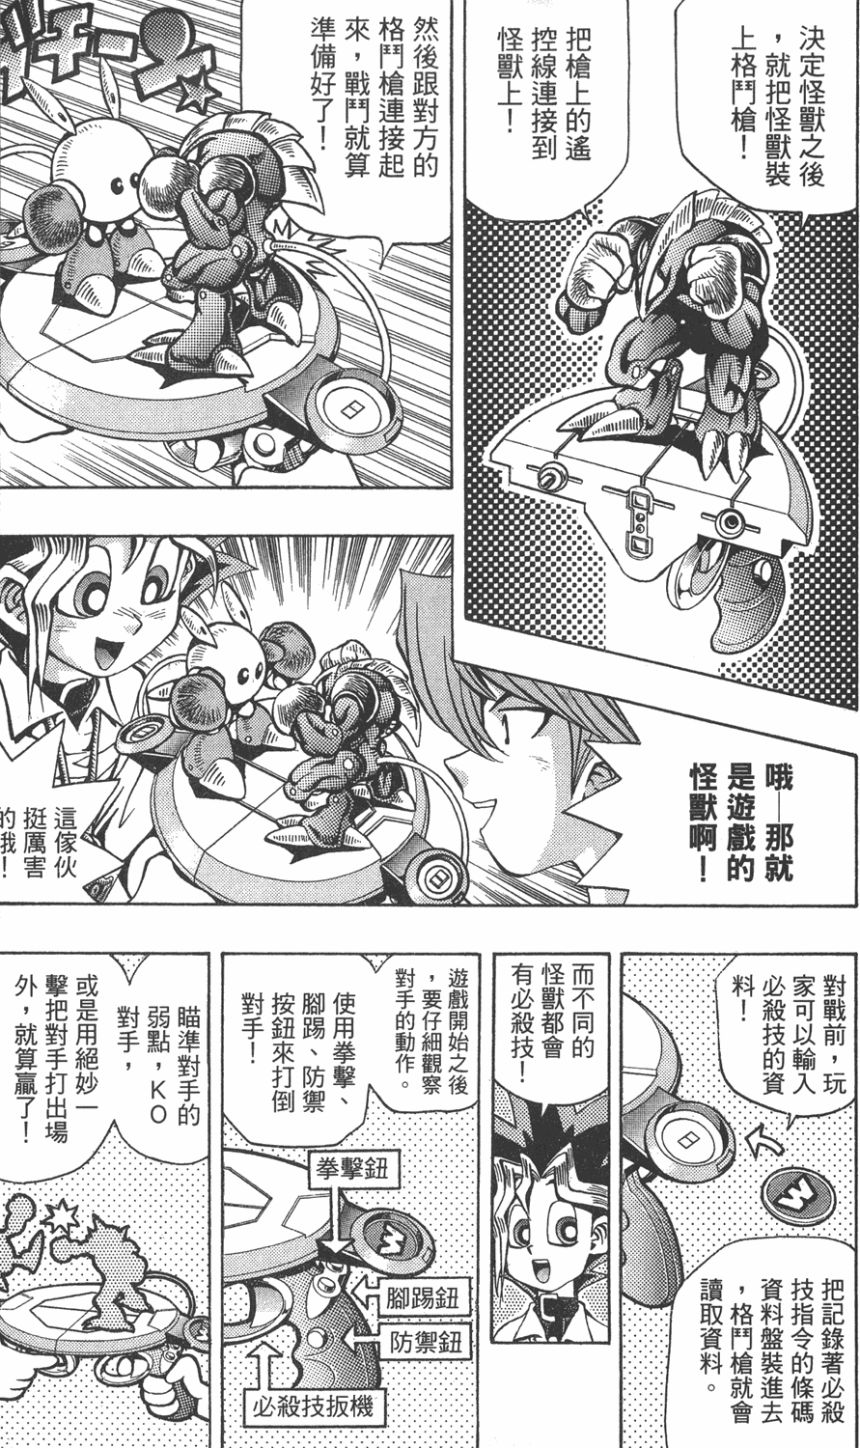 決定怪獸之後
，就把怪獸裝
上格鬥槍！
把槍上的遙
控線連接到
怪獸上！
然後跟對方的
格鬥槍連接起
來，戰鬥就算
準備好了！
ガチーン
哦—那就
是遊戲的
怪獸啊！
這傢伙
挺厲害
的哦！
對戰前，玩
家可以輸入
必殺技的資
料！
W
把記錄著必殺
技指令的條碼
資料盤裝進去
，格鬥槍就會
讀取資料。
而不同的
怪獸都會
有必殺技！
遊戲開始之後
，要仔細觀察
對手的動作。
使用拳擊、
腳踢、防禦
按鈕來打倒
對手！
拳擊鈕
W
腳踢鈕
防禦鈕
必殺技扳機
瞄準對手的
弱點，KO
對手，
或是用絕妙一
擊把對手打出場
外，就算贏了！